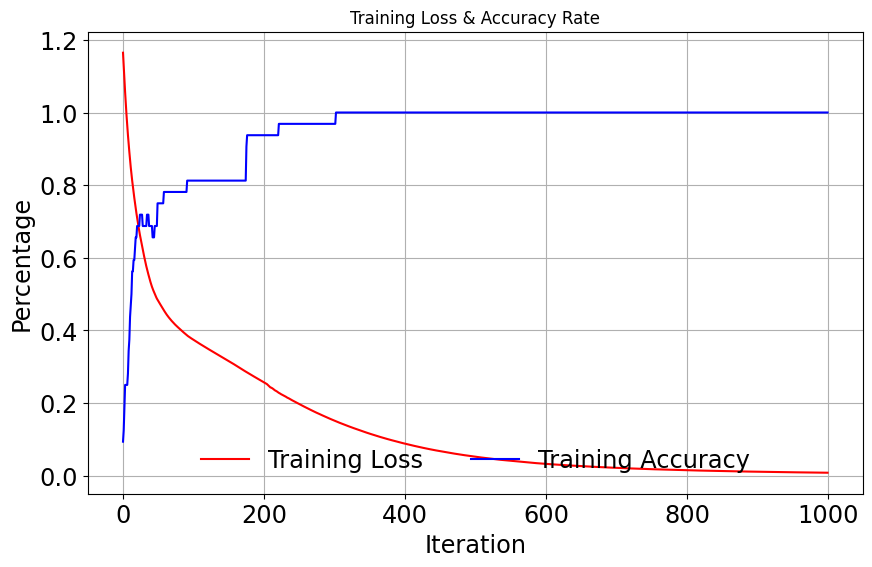 Training Loss & Accuracy Rate
1.2
1.0
0.8
0.6
0.4
0.2
0.0
Percentage
Training Loss Training Accuracy
0 200 400 600 800 1000
Iteration